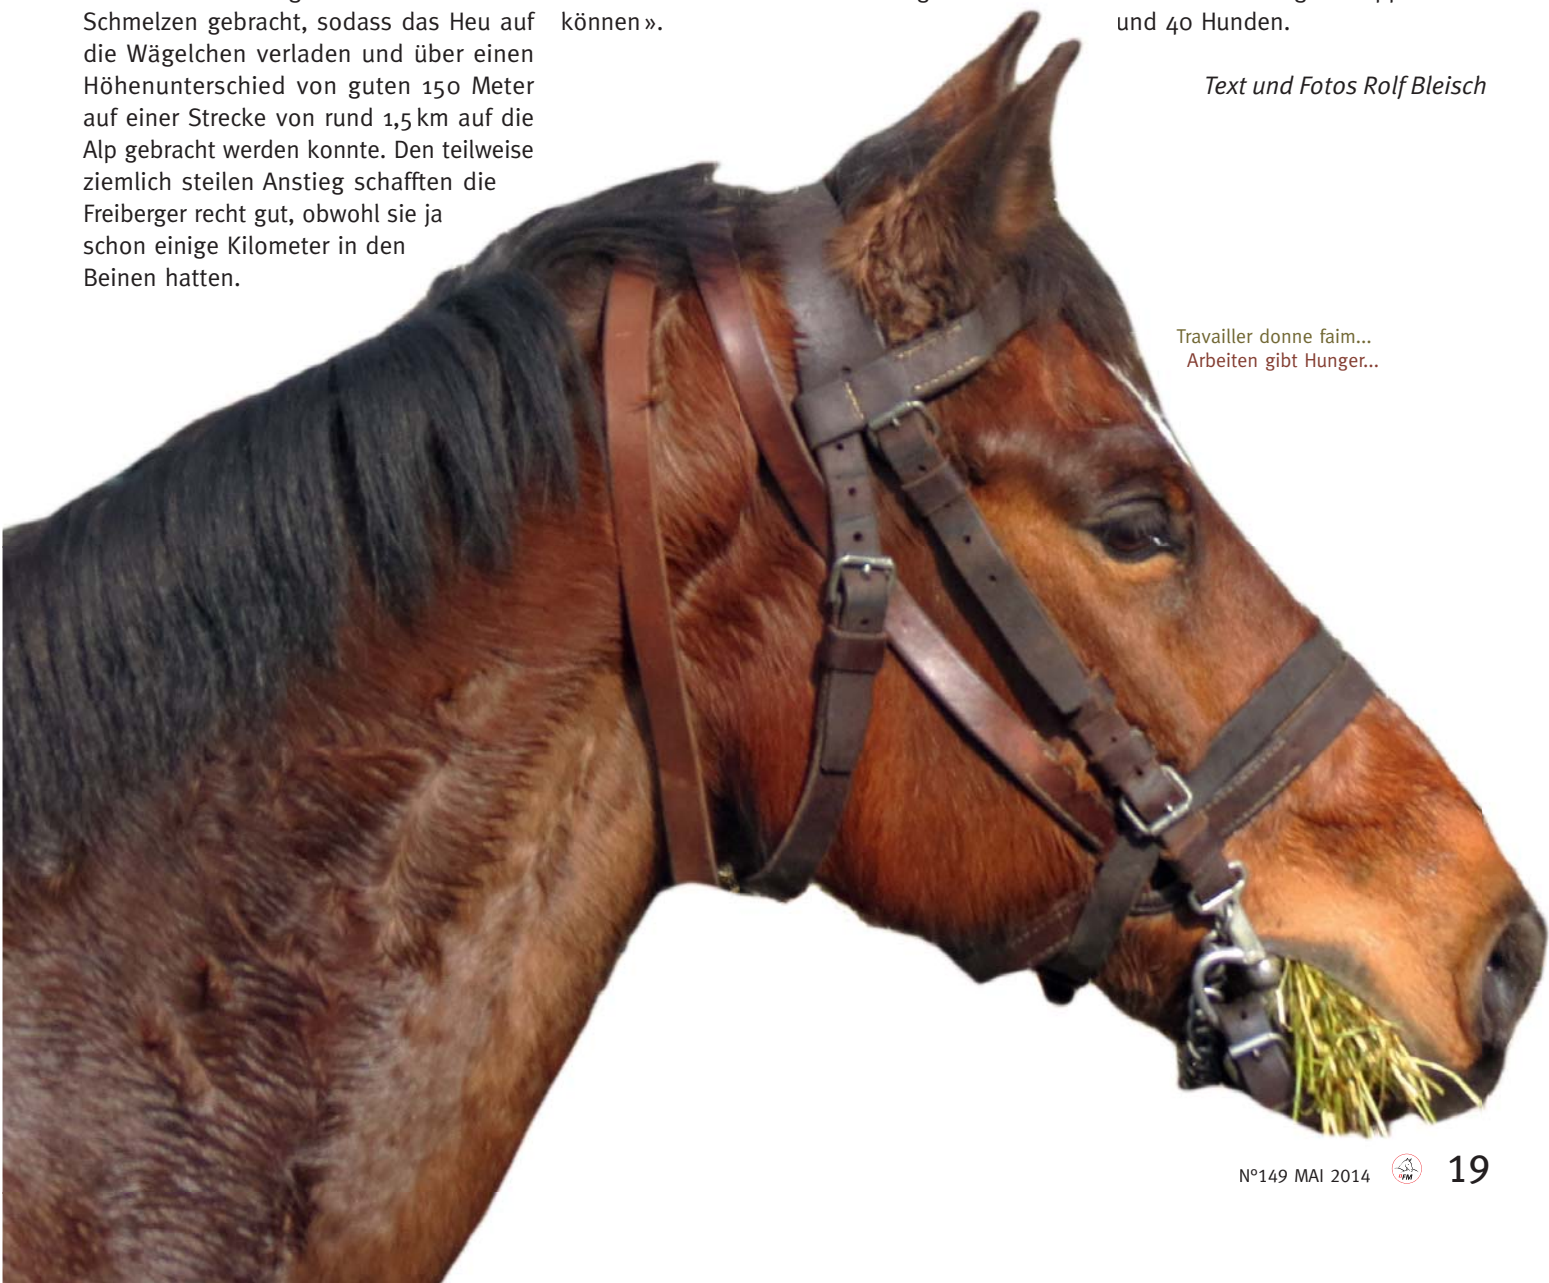 Schmelzen gebracht, sodass das Heu auf
die Wägelchen verladen und über einen
Höhenunterschied von guten 150 Meter
auf einer Strecke von rund 1,5 km auf die
Alp gebracht werden konnte. Den teilweise
ziemlich steilen Anstieg schafften die
Freiberger recht gut, obwohl sie ja
schon einige Kilometer in den
Beinen hatten.
können».
und 40 Hunden.
Text und Fotos Rolf Bleisch
Travailler donne faim...
Arbeiten gibt Hunger...
N°149 MAI 2014 FM 19